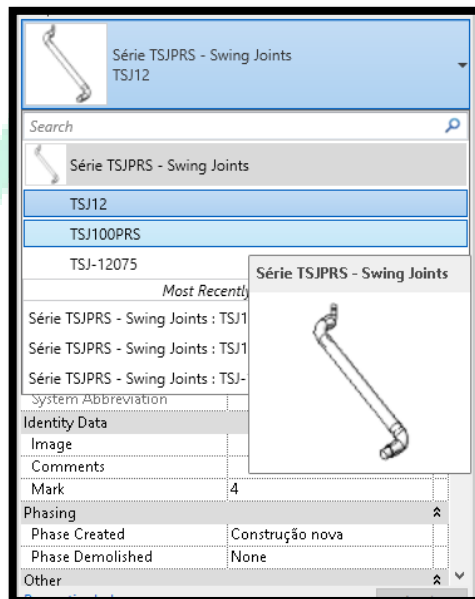 Série TSJPRS - Swing Joints
TSJ12
Search
Série TSJPRS - Swing Joints
TSJ12
TSJ100PRS
TSJ-12075
Série TSJPRS - Swing Joints
Most Recently
Série TSJPRS - Swing Joints : TSJ1
Série TSJPRS - Swing Joints : TSJ1
Série TSJPRS - Swing Joints : TSJ-
System Abbreviation
Identity Data
Image
Comments
Mark 4
Phasing
Phase Created Construção nova
Phase Demolished None
Other